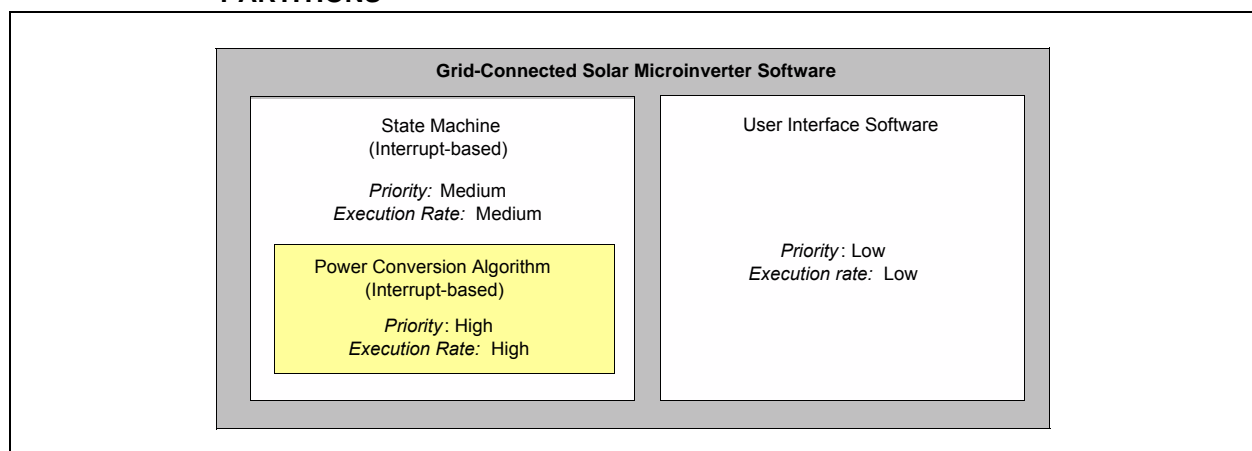 PARTITIONS
Grid-Connected Solar Microinverter Software
State Machine
(Interrupt-based)
Priority: Medium
Execution Rate: Medium
Power Conversion Algorithm
(Interrupt-based)
Priority: High
Execution Rate: High
User Interface Software
Priority: Low
Execution rate: Low